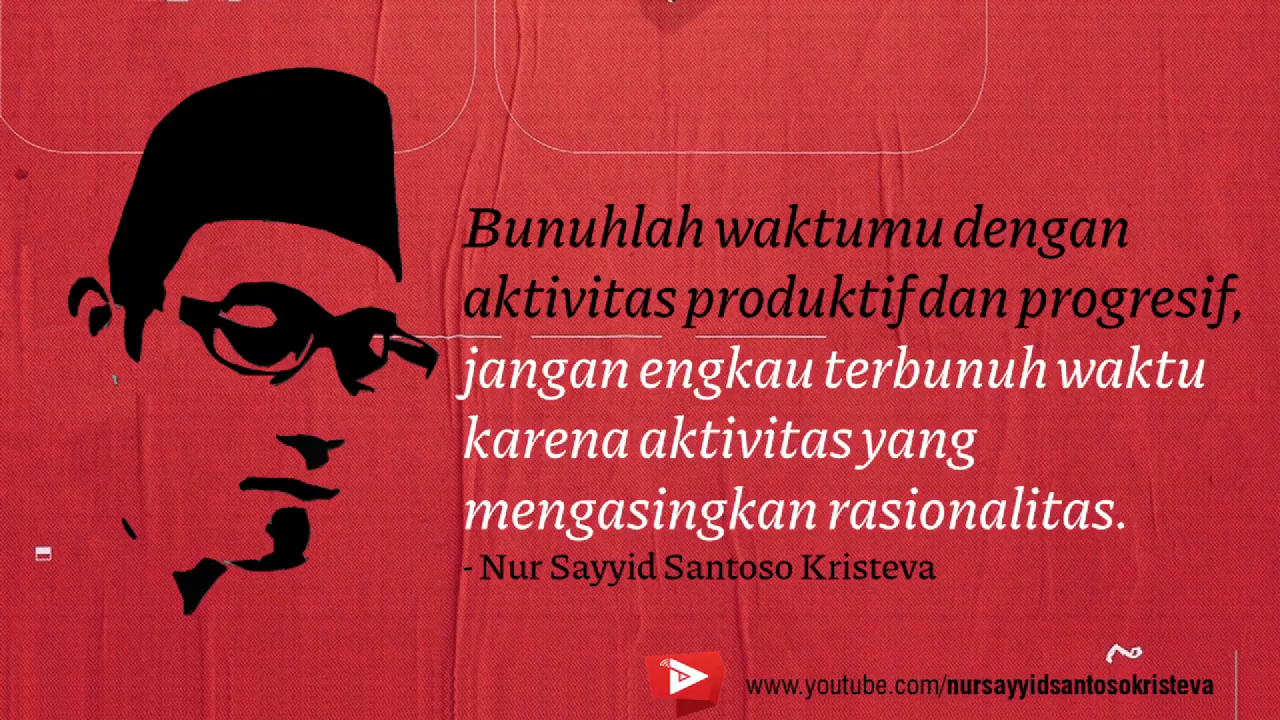 Bunuhlah waktumu dengan
aktivitas produktif dan progresif,
jangan engkau terbunuh waktu
karena aktivitas yang
mengasingkan rasionalitas.
- Nur Sayyid Santoso Kristeva
www.youtube.com/nursayyidsantosokristeva